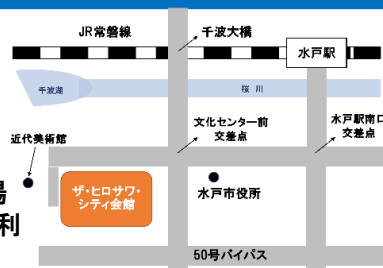 JR常磐線
千波大橋
水戸駅
千波湖
桜 川
文化センター前
交差点
水戸駅南口
交差点
近代美術館
場
利
ザ・ヒロサワ・
シティ会館
水戸市役所
50号バイパス